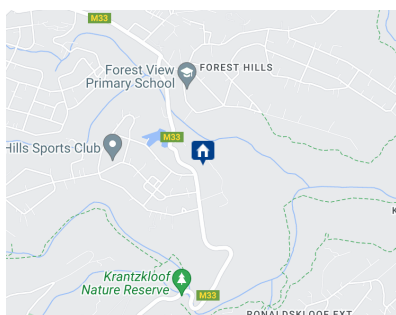 M33
Forest View
Primary School
FOREST HILLS
M33
Hills Sports Club
Krantzkloof
Nature Reserve
M33
RONALDSKLOOF EXT
K